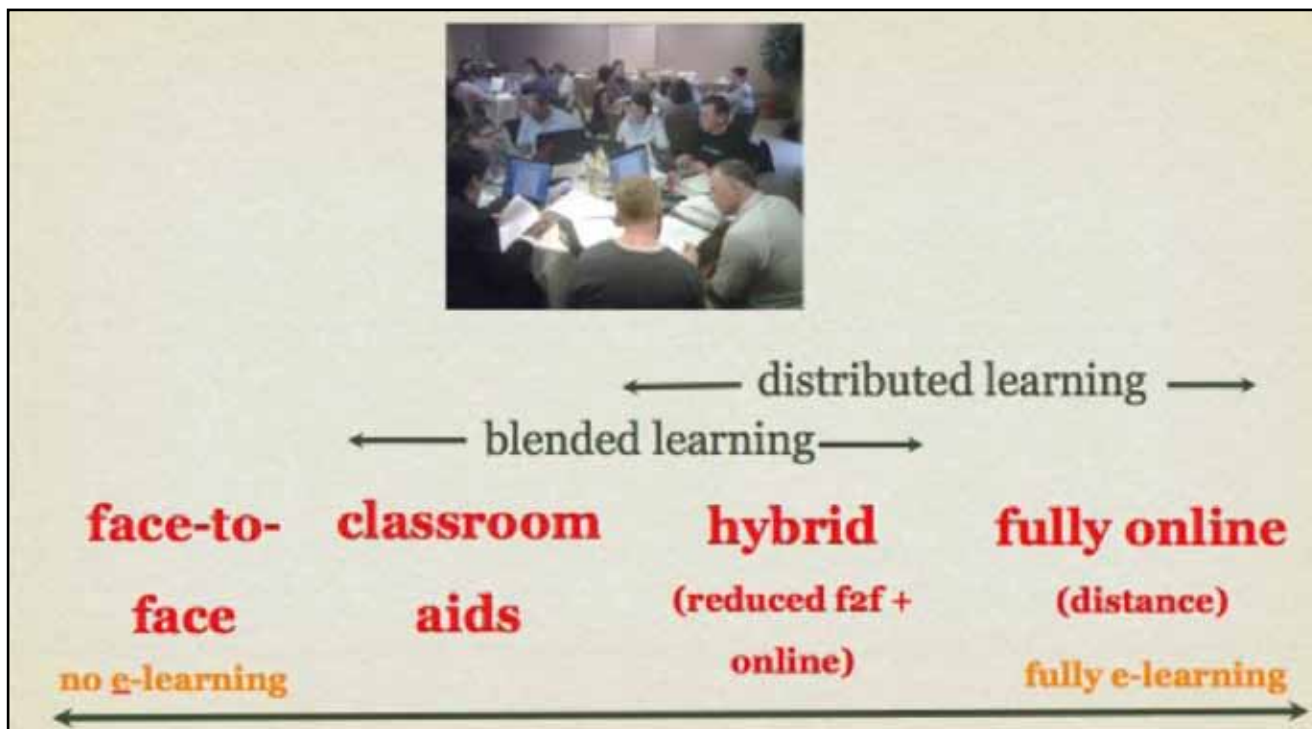 distributed learning
blended learning
face-to-
face
no e-learning
classroom
aids
hybrid
(reduced f2f +
online)
fully online
(distance)
fully e-learning